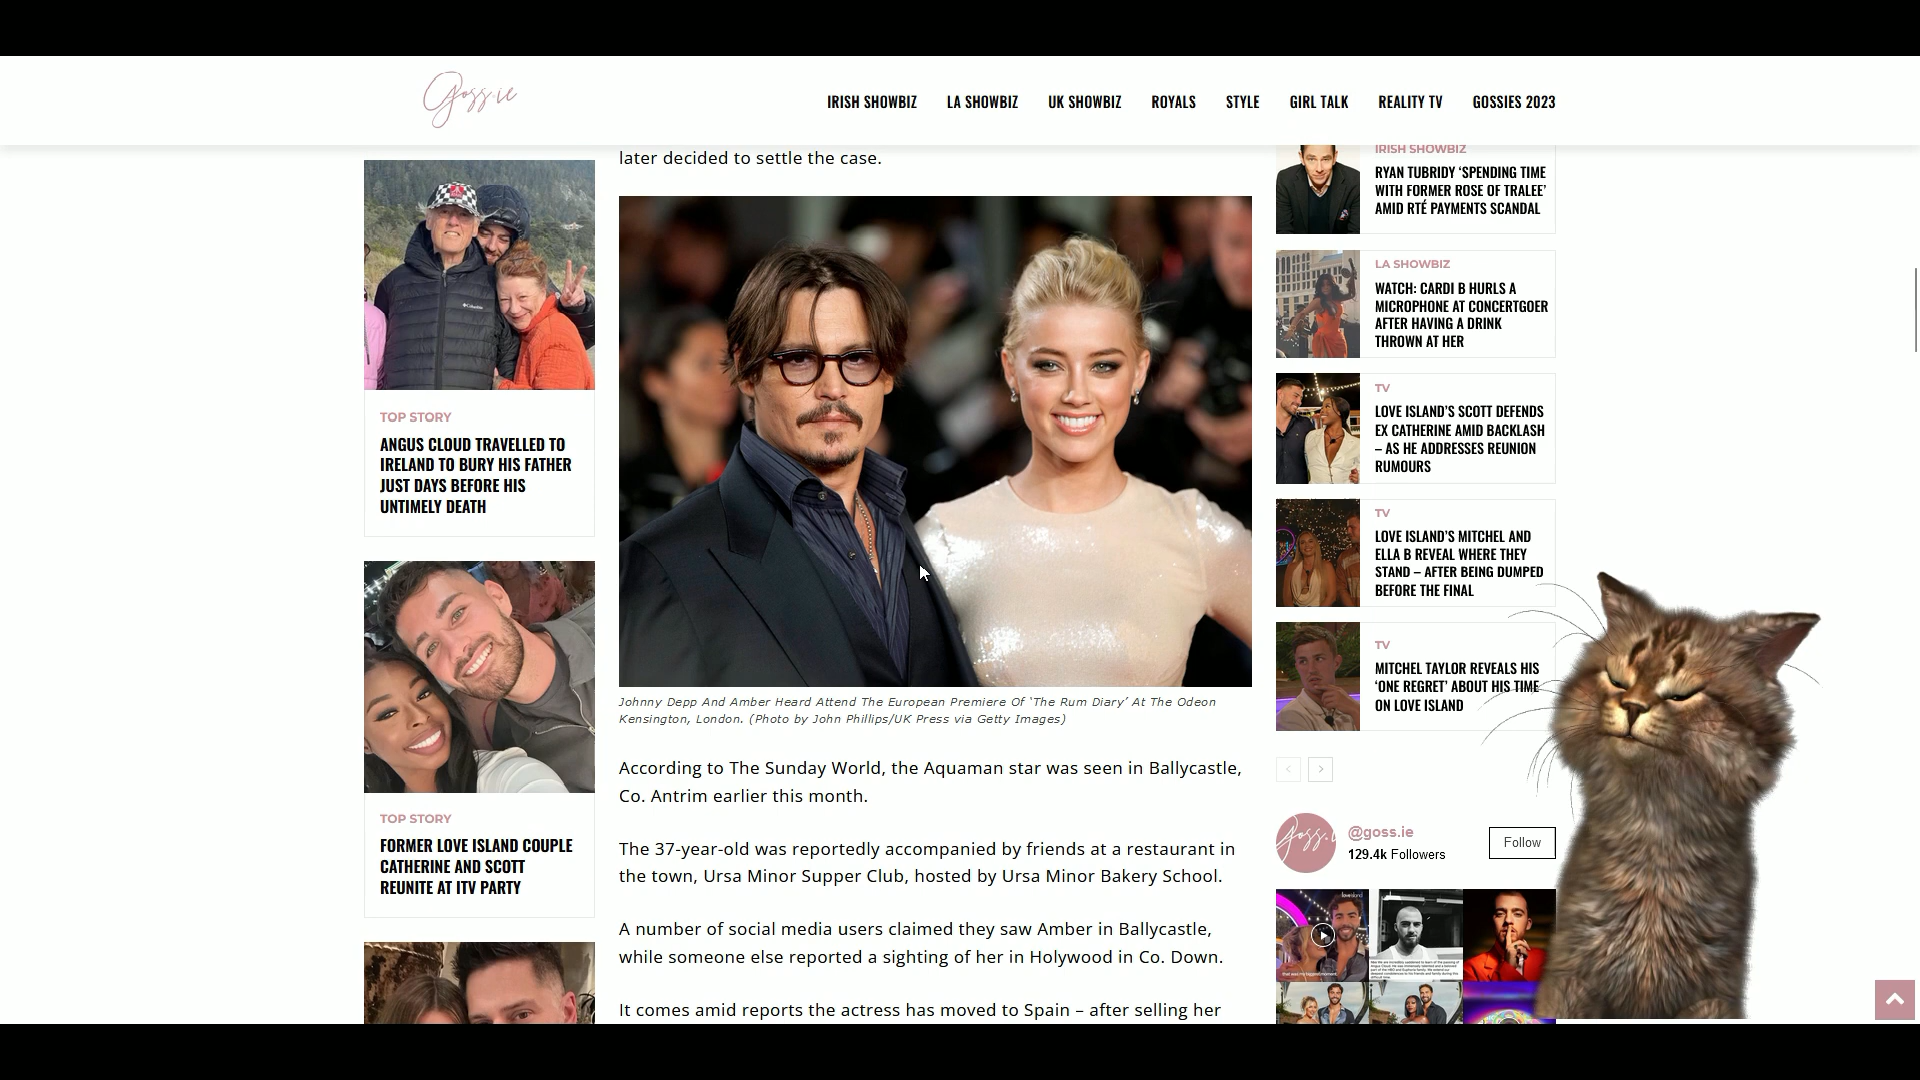 Goss.ie
IRISH SHOWBIZ
LA SHOWBIZ
UK SHOWBIZ
ROYALS
STYLE
GIRL TALK
REALITY TV
GOSSIES 2023
TOP STORY
ANGUS CLOUD TRAVELLED TO
IRELAND TO BURY HIS FATHER
JUST DAYS BEFORE HIS
UNTIMELY DEATH
TOP STORY
FORMER LOVE ISLAND COUPLE
CATHERINE AND SCOTT
REUNITE AT ITV PARTY
later decided to settle the case.
Johnny Depp And Amber Heard Attend The European Premiere Of ‘The Rum Diary’ At The Odeon
Kensington, London. (Photo by John Phillips/UK Press via Getty Images)
According to The Sunday World, the Aquaman star was seen in Ballycastle,
Co. Antrim earlier this month.
The 37-year-old was reportedly accompanied by friends at a restaurant in
the town, Ursa Minor Supper Club, hosted by Ursa Minor Bakery School.
A number of social media users claimed they saw Amber in Ballycastle,
while someone else reported a sighting of her in Holywood in Co. Down.
It comes amid reports the actress has moved to Spain – after selling her
IRISH SHOWBIZ
RYAN TUBRIDY ‘SPENDING TIME
WITH FORMER ROSE OF TRALEE’
AMID RTÉ PAYMENTS SCANDAL
LA SHOWBIZ
WATCH: CARDI B HURLS A
MICROPHONE AT CONCERTGOER
AFTER HAVING A DRINK
THROWN AT HER
TV
LOVE ISLAND’S SCOTT DEFENDS
EX CATHERINE AMID BACKLASH
– AS HE ADDRESSES REUNION
RUMOURS
TV
LOVE ISLAND’S MITCHEL AND
ELLA B REVEAL WHERE THEY
STAND – AFTER BEING DUMPED
BEFORE THE FINAL
TV
MITCHEL TAYLOR REVEALS HIS
‘ONE REGRET’ ABOUT HIS TIME
ON LOVE ISLAND
@goss.ie
129.4k Followers
Follow